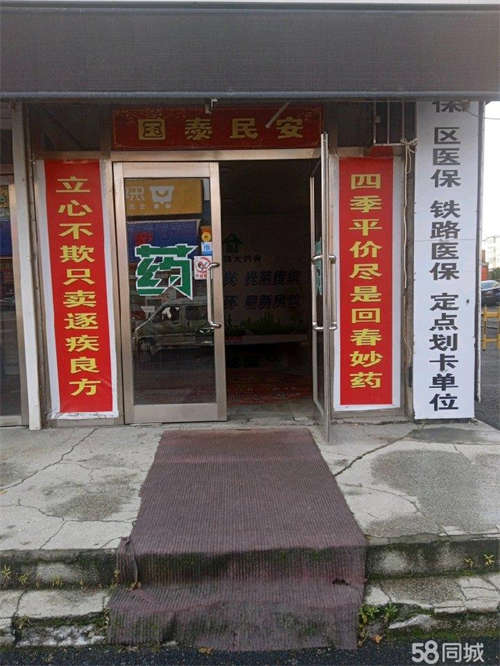 国泰民安
四季平价尽是回春妙药
立心不欺只卖逐疾良方
保 区医保 铁路医保 定点划卡单位
药
58同城